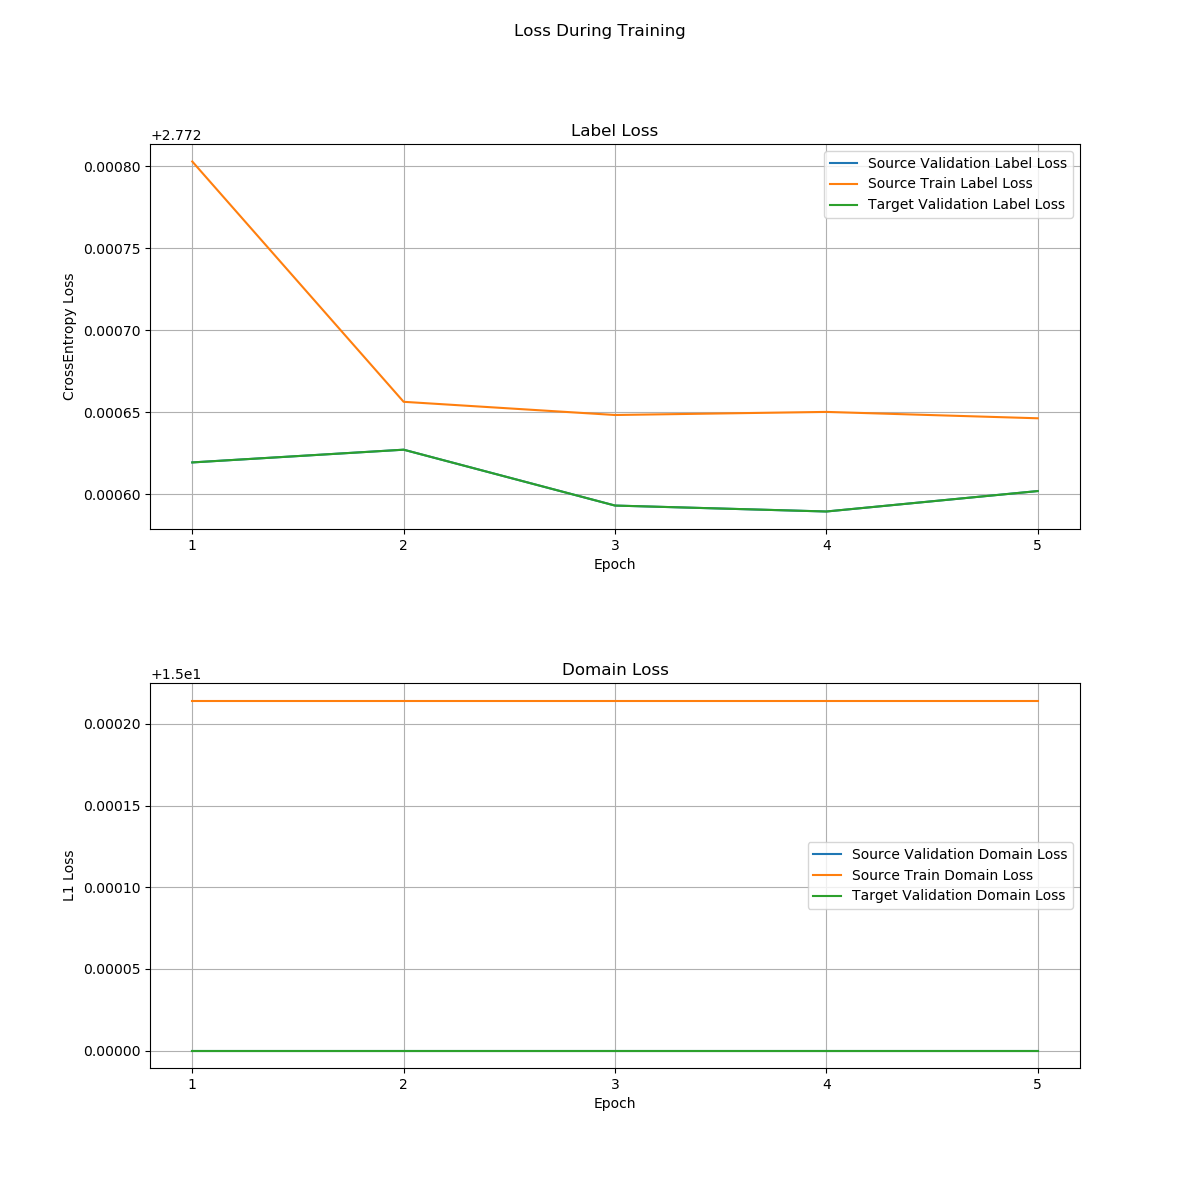 Loss During Training
Label Loss
+2.772
0.00080
0.00075
0.00070
0.00065
0.00060
CrossEntropy Loss
Source Validation Label Loss
Source Train Label Loss
Target Validation Label Loss
1 2 3 4 5
Epoch
Domain Loss
+1.5e1
0.00020
0.00015
0.00010
0.00005
0.00000
L1 Loss
Source Validation Domain Loss
Source Train Domain Loss
Target Validation Domain Loss
1 2 3 4 5
Epoch